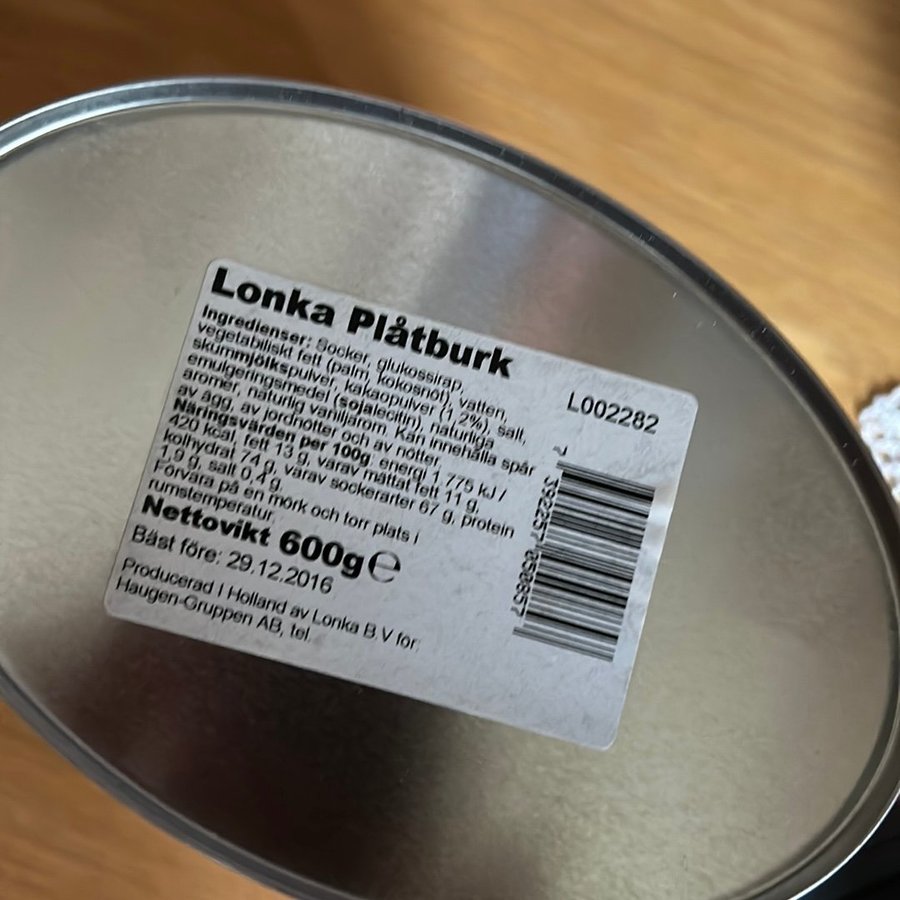 Lonka Plåtburk
Ingredienser: Socker, glukossirap,
vegetabiliskt fett (palm, kokosnöt), vatten,
skummjölkspulver, kakaopulver (1,2%), salt,
emulgeringsmedel (sojalecitin), naturliga
aromer, naturlig vaniljarom. Kan innehålla spår
av ägg, av jordnötter och av nötter.
Näringsvärden per 100g: energi 1,775 kJ /
420 kcal, fett 13 g, varav mättat fett 11 g,
kolhydrat 74 g, varav sockerarter 67 g, protein
1,9 g, salt 0,4 g.
Förvara på en mörk och torr plats i
rumstemperatur.
Nettovikt 600g ℮
Bäst före: 29.12.2016
Producerad I Holland av Lonka B.V för:
Haugen-Gruppen AB, tel.
L002282
7 392257 050857